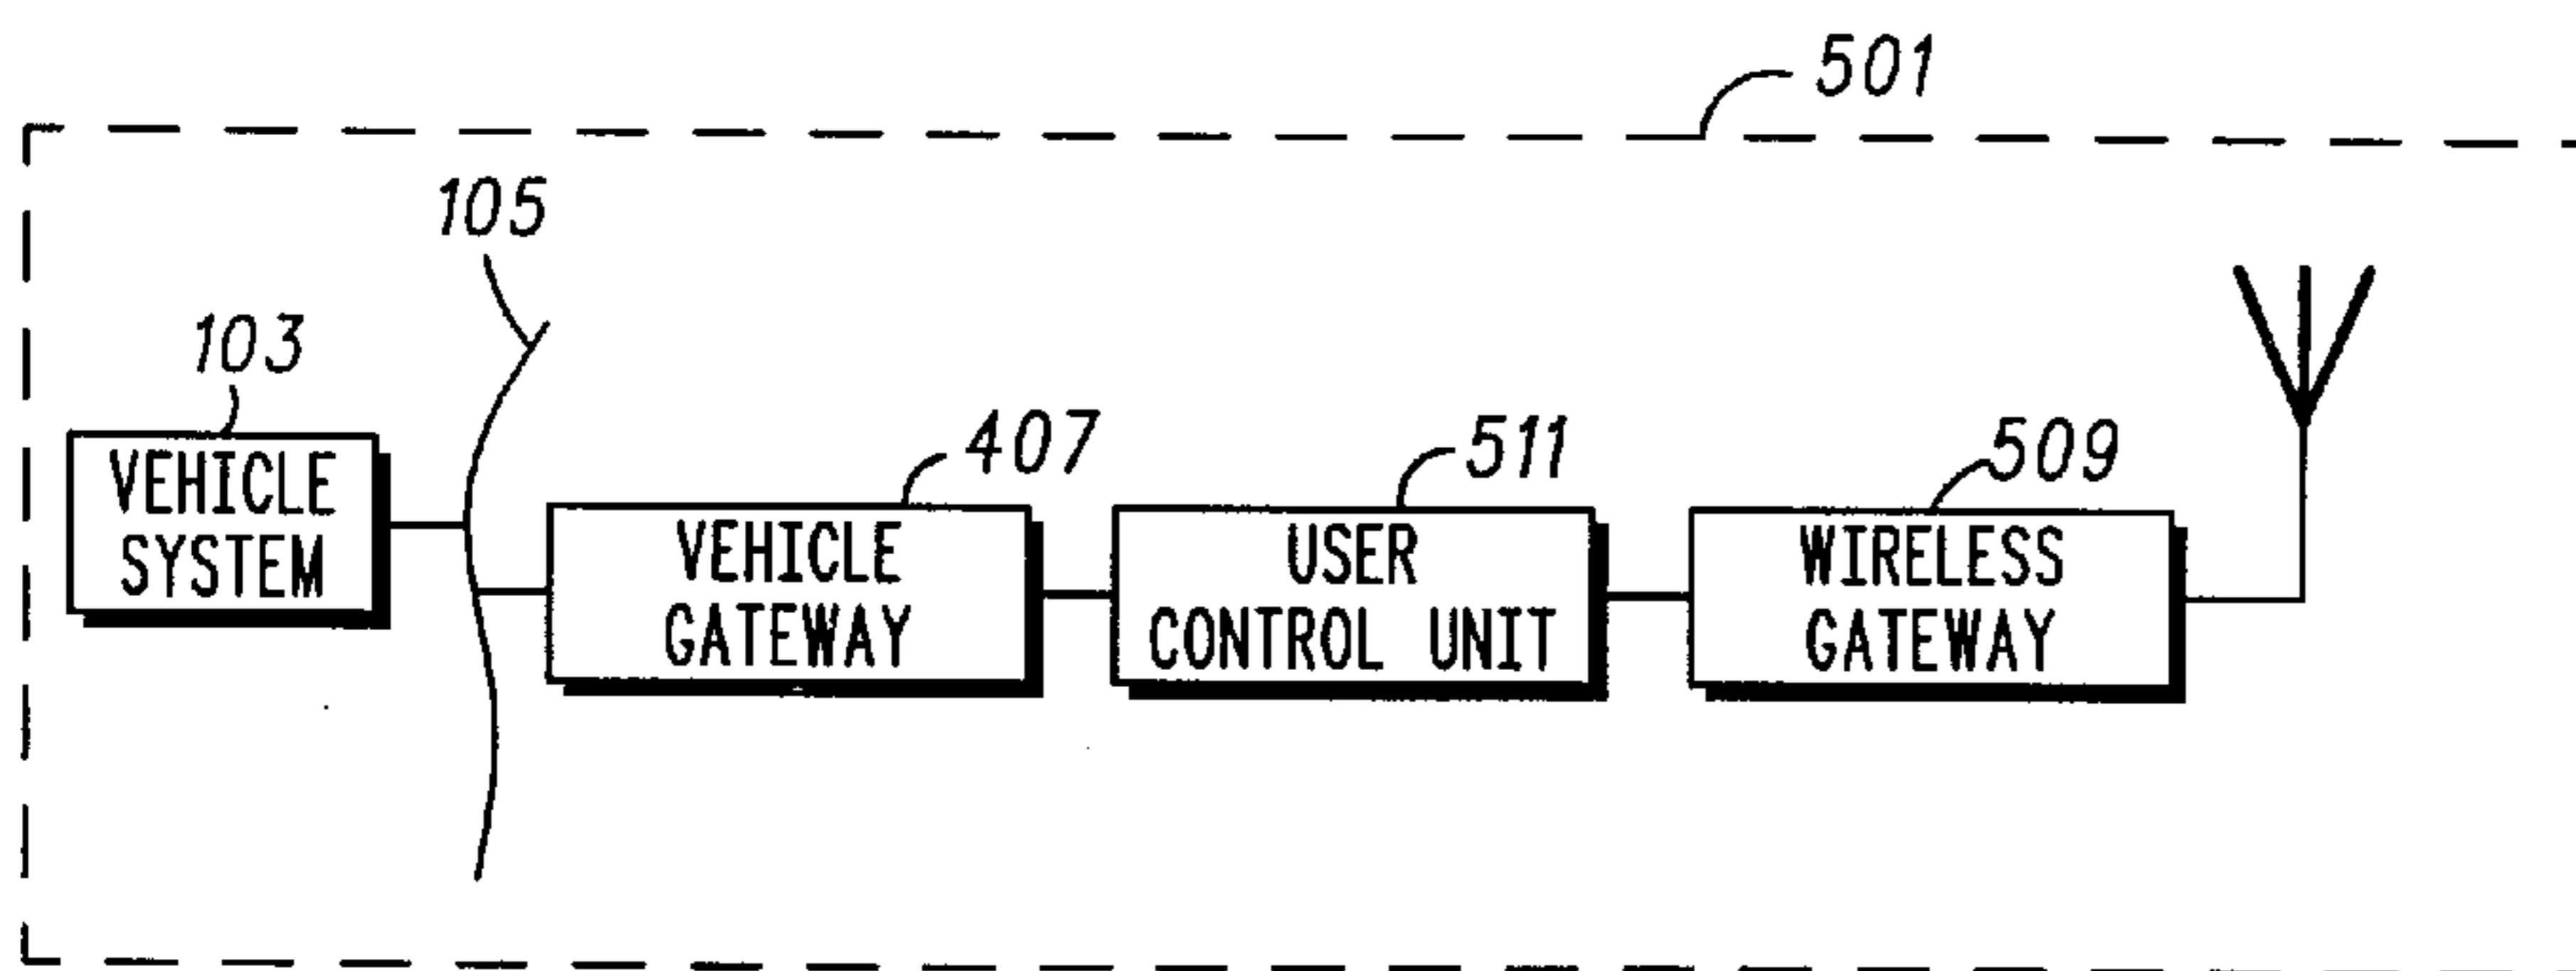 501
105
103
VEHICLE
SYSTEM
407
VEHICLE
GATEWAY
511
USER
CONTROL UNIT
509
WIRELESS
GATEWAY